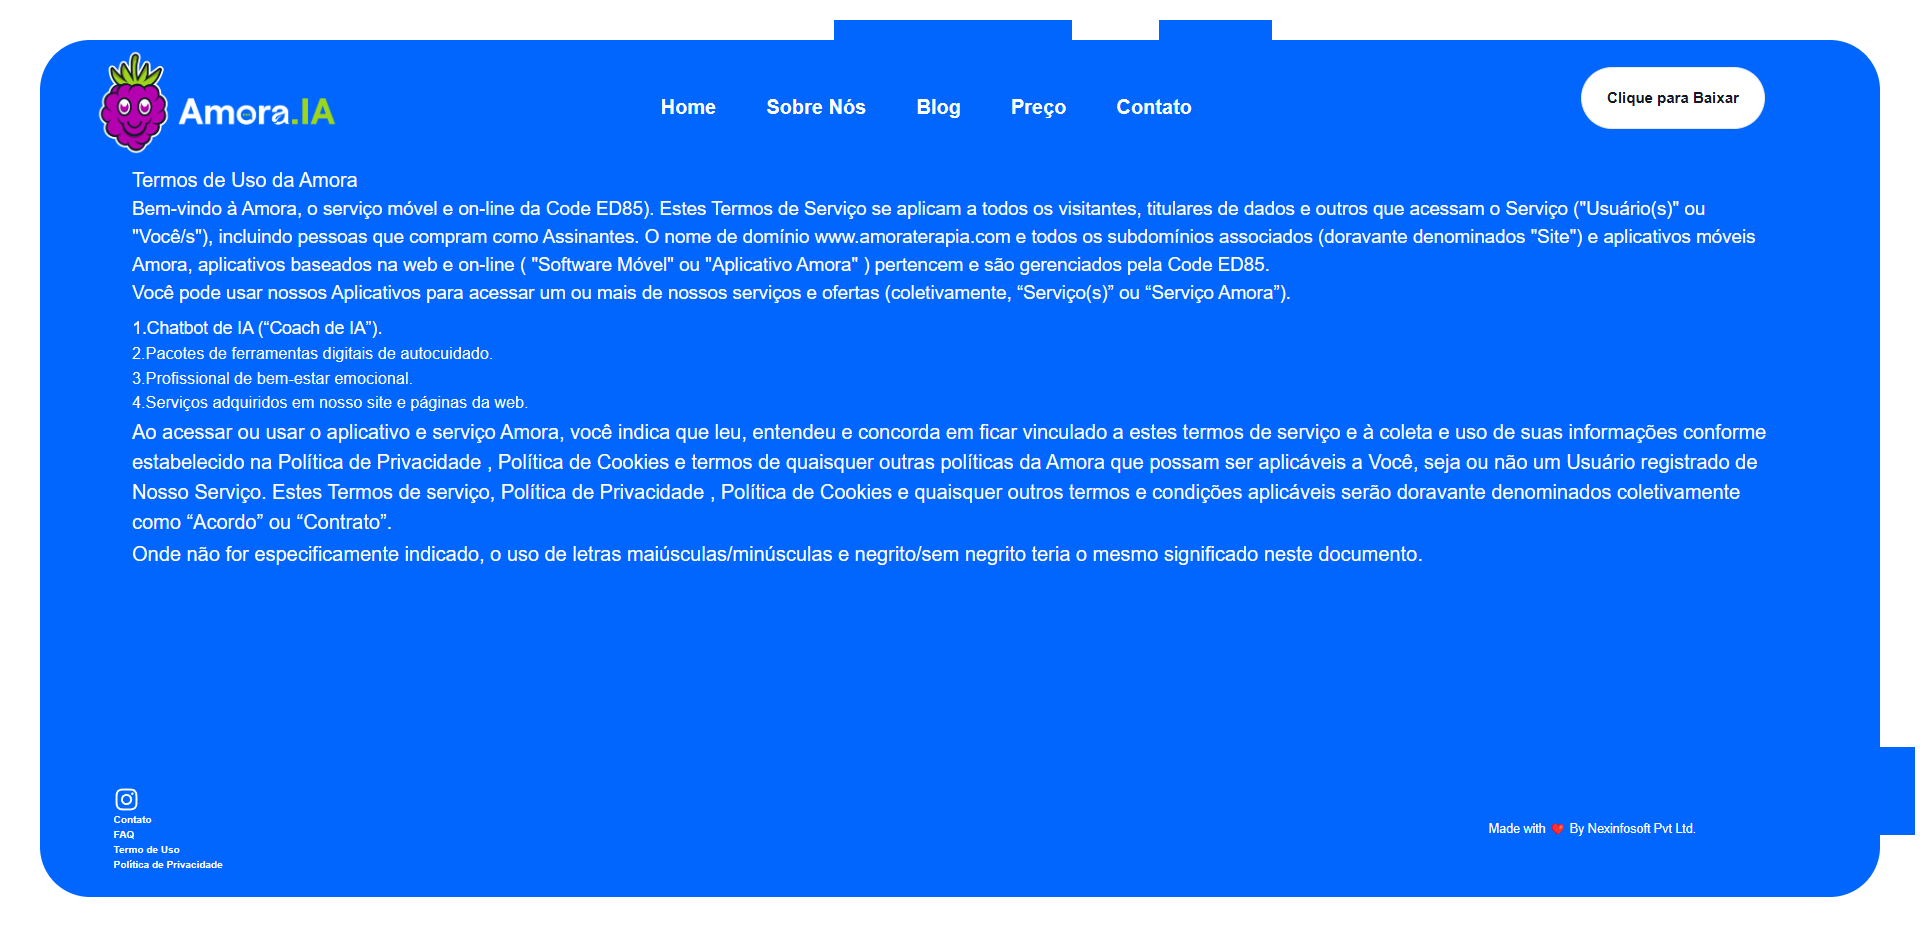 Amora.IA
Home Sobre Nós Blog Preço Contato
Clique para Baixar
Termos de Uso da Amora
Bem-vindo à Amora, o serviço móvel e on-line da Code ED85). Estes Termos de Serviço se aplicam a todos os visitantes, titulares de dados e outros que acessam o Serviço ("Usuário(s)" ou
"Você/s"), incluindo pessoas que compram como Assinantes. O nome de domínio www.amoraterapia.com e todos os subdomínios associados (doravante denominados "Site") e aplicativos móveis
Amora, aplicativos baseados na web e on-line ( "Software Móvel" ou "Aplicativo Amora" ) pertencem e são gerenciados pela Code ED85.
Você pode usar nossos Aplicativos para acessar um ou mais de nossos serviços e ofertas (coletivamente, “Serviço(s)” ou “Serviço Amora”).
1.Chatbot de IA (“Coach de IA”).
2.Pacotes de ferramentas digitais de autocuidado.
3.Profissional de bem-estar emocional.
4.Serviços adquiridos em nosso site e páginas da web.
Ao acessar ou usar o aplicativo e serviço Amora, você indica que leu, entendeu e concorda em ficar vinculado a estes termos de serviço e à coleta e uso de suas informações conforme
estabelecido na Política de Privacidade , Política de Cookies e termos de quaisquer outras políticas da Amora que possam ser aplicáveis a Você, seja ou não um Usuário registrado de
Nosso Serviço. Estes Termos de serviço, Política de Privacidade , Política de Cookies e quaisquer outros termos e condições aplicáveis serão doravante denominados coletivamente
como “Acordo” ou “Contrato”.
Onde não for especificamente indicado, o uso de letras maiúsculas/minúsculas e negrito/sem negrito teria o mesmo significado neste documento.
Contato
FAQ
Termo de Uso
Política de Privacidade
Made with ❤️ By Nexinfosoft Pvt Ltd.